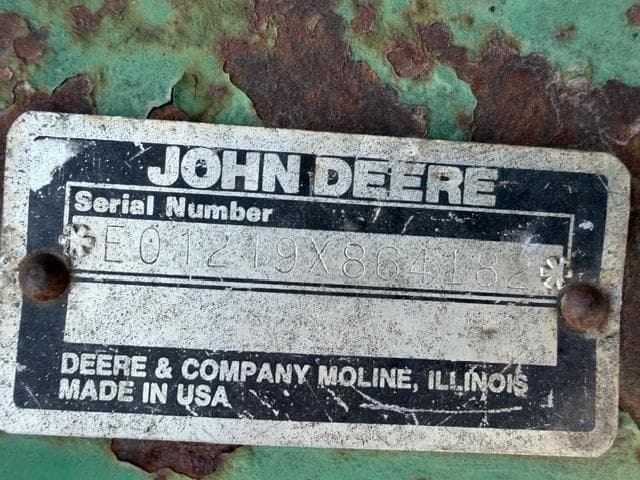 JOHN DEERE
Serial Number
*E01219X864182*
DEERE & COMPANY MOLINE, ILLINOIS
MADE IN USA